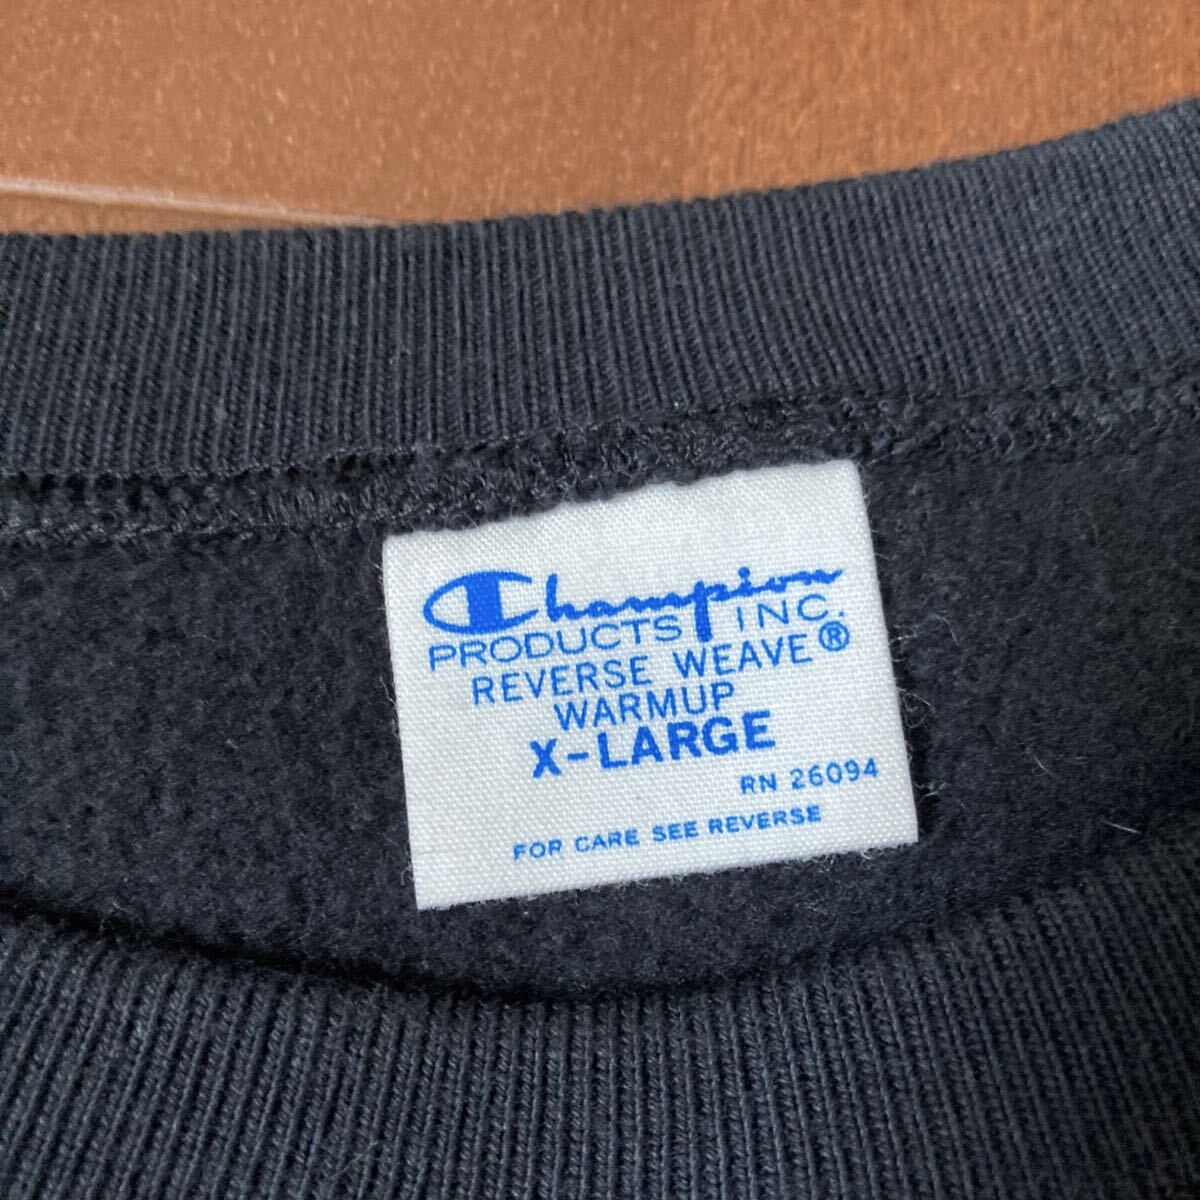 Champion
PRODUCTS INC.
REVERSE WEAVE®
WARMUP
X-LARGE
RN 26094
FOR CARE SEE REVERSE